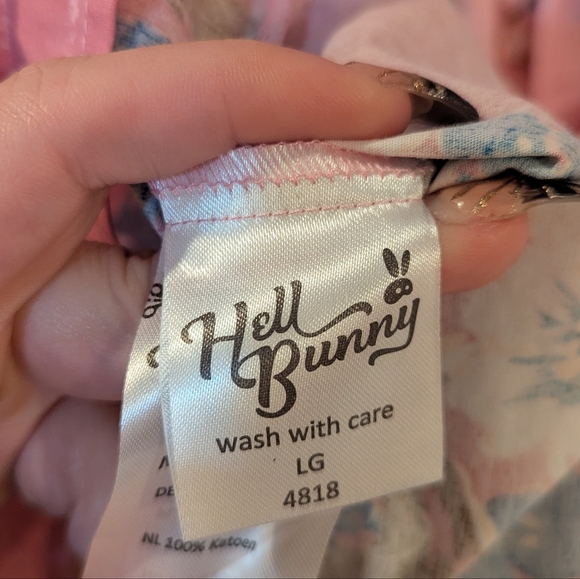 Hell
Bunny
wash with care
LG
4818
NL 100% Katoen